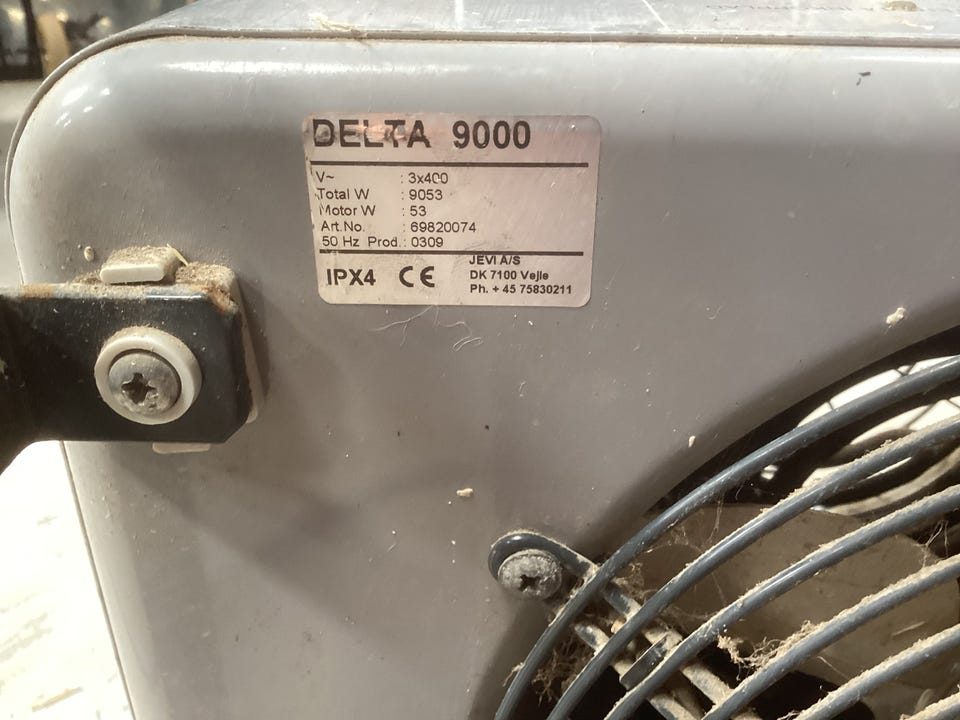 DELTA 9000
V~ : 3x400
Total W : 9053
Motor W : 53
Art.No. : 69820074
50 Hz Prod.: 0309
IPX4 CE
JEVI A/S
DK 7100 Vejle
Ph. + 45 75830211